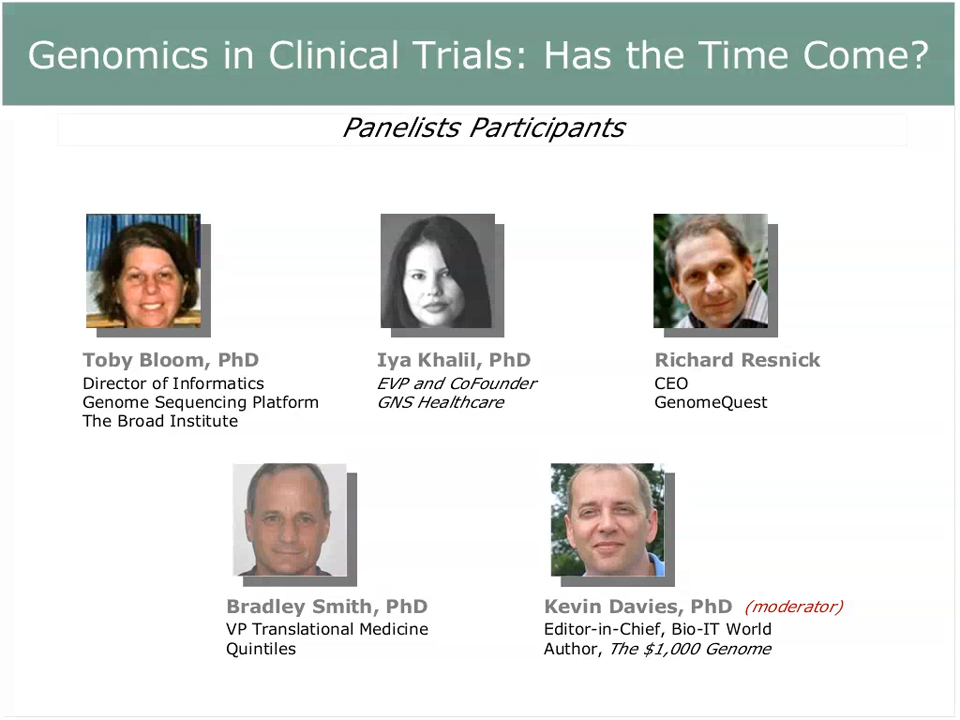 Genomics in Clinical Trials: Has the Time Come?
Panelists Participants
Toby Bloom, PhD
Director of Informatics
Genome Sequencing Platform
The Broad Institute
Iya Khalil, PhD
EVP and CoFounder
GNS Healthcare
Richard Resnick
CEO
GenomeQuest
Bradley Smith, PhD
VP Translational Medicine
Quintiles
Kevin Davies, PhD (moderator)
Editor-in-Chief, Bio-IT World
Author, The $1,000 Genome